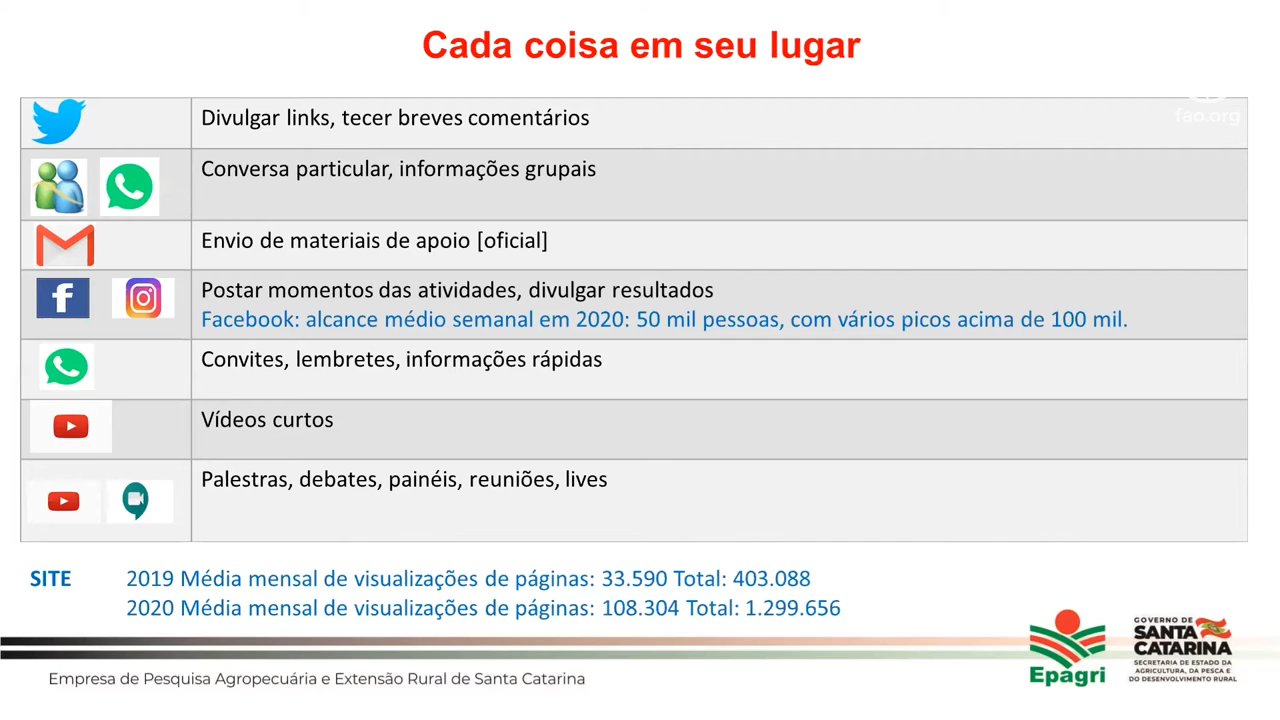 Cada coisa em seu lugar
fao.org
Divulgar links, tecer breves comentários
Conversa particular, informações grupais
Envio de materiais de apoio [oficial]
Postar momentos das atividades, divulgar resultados
Facebook: alcance médio semanal em 2020: 50 mil pessoas, com vários picos acima de 100 mil.
Convites, lembretes, informações rápidas
Vídeos curtos
Palestras, debates, painéis, reuniões, lives
SITE 2019 Média mensal de visualizações de páginas: 33.590 Total: 403.088
2020 Média mensal de visualizações de páginas: 108.304 Total: 1.299.656
Empresa de Pesquisa Agropecuária e Extensão Rural de Santa Catarina
Epagri
GOVERNO DE
SANTA
CATARINA
SECRETARIA DE ESTADO DA
AGRICULTURA, DA PESCA E
DO DESENVOLVIMENTO RURAL